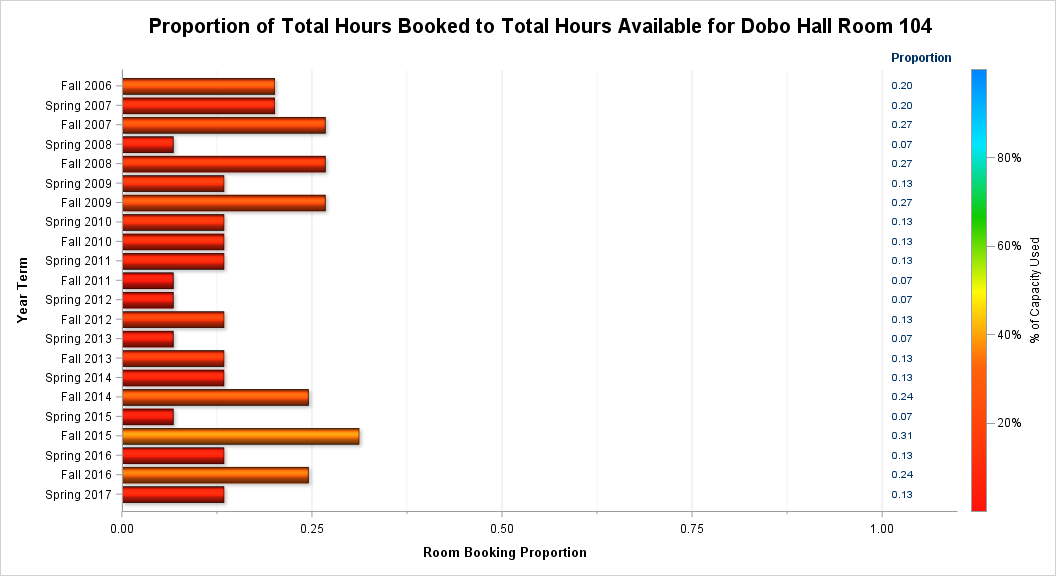 Proportion of Total Hours Booked to Total Hours Available for Dobo Hall Room 104
Proportion
Fall 2006 0.20
Spring 2007 0.20
Fall 2007 0.27
Spring 2008 0.07
Fall 2008 0.27
Spring 2009 0.13
Fall 2009 0.27
Spring 2010 0.13
Fall 2010 0.13
Spring 2011 0.13
Fall 2011 0.07
Spring 2012 0.07
Fall 2012 0.13
Spring 2013 0.07
Fall 2013 0.13
Spring 2014 0.13
Fall 2014 0.24
Spring 2015 0.07
Fall 2015 0.31
Spring 2016 0.13
Fall 2016 0.24
Spring 2017 0.13
Year Term
0.00 0.25 0.50 0.75 1.00
Room Booking Proportion
80%
60%
40%
20%
% of Capacity Used